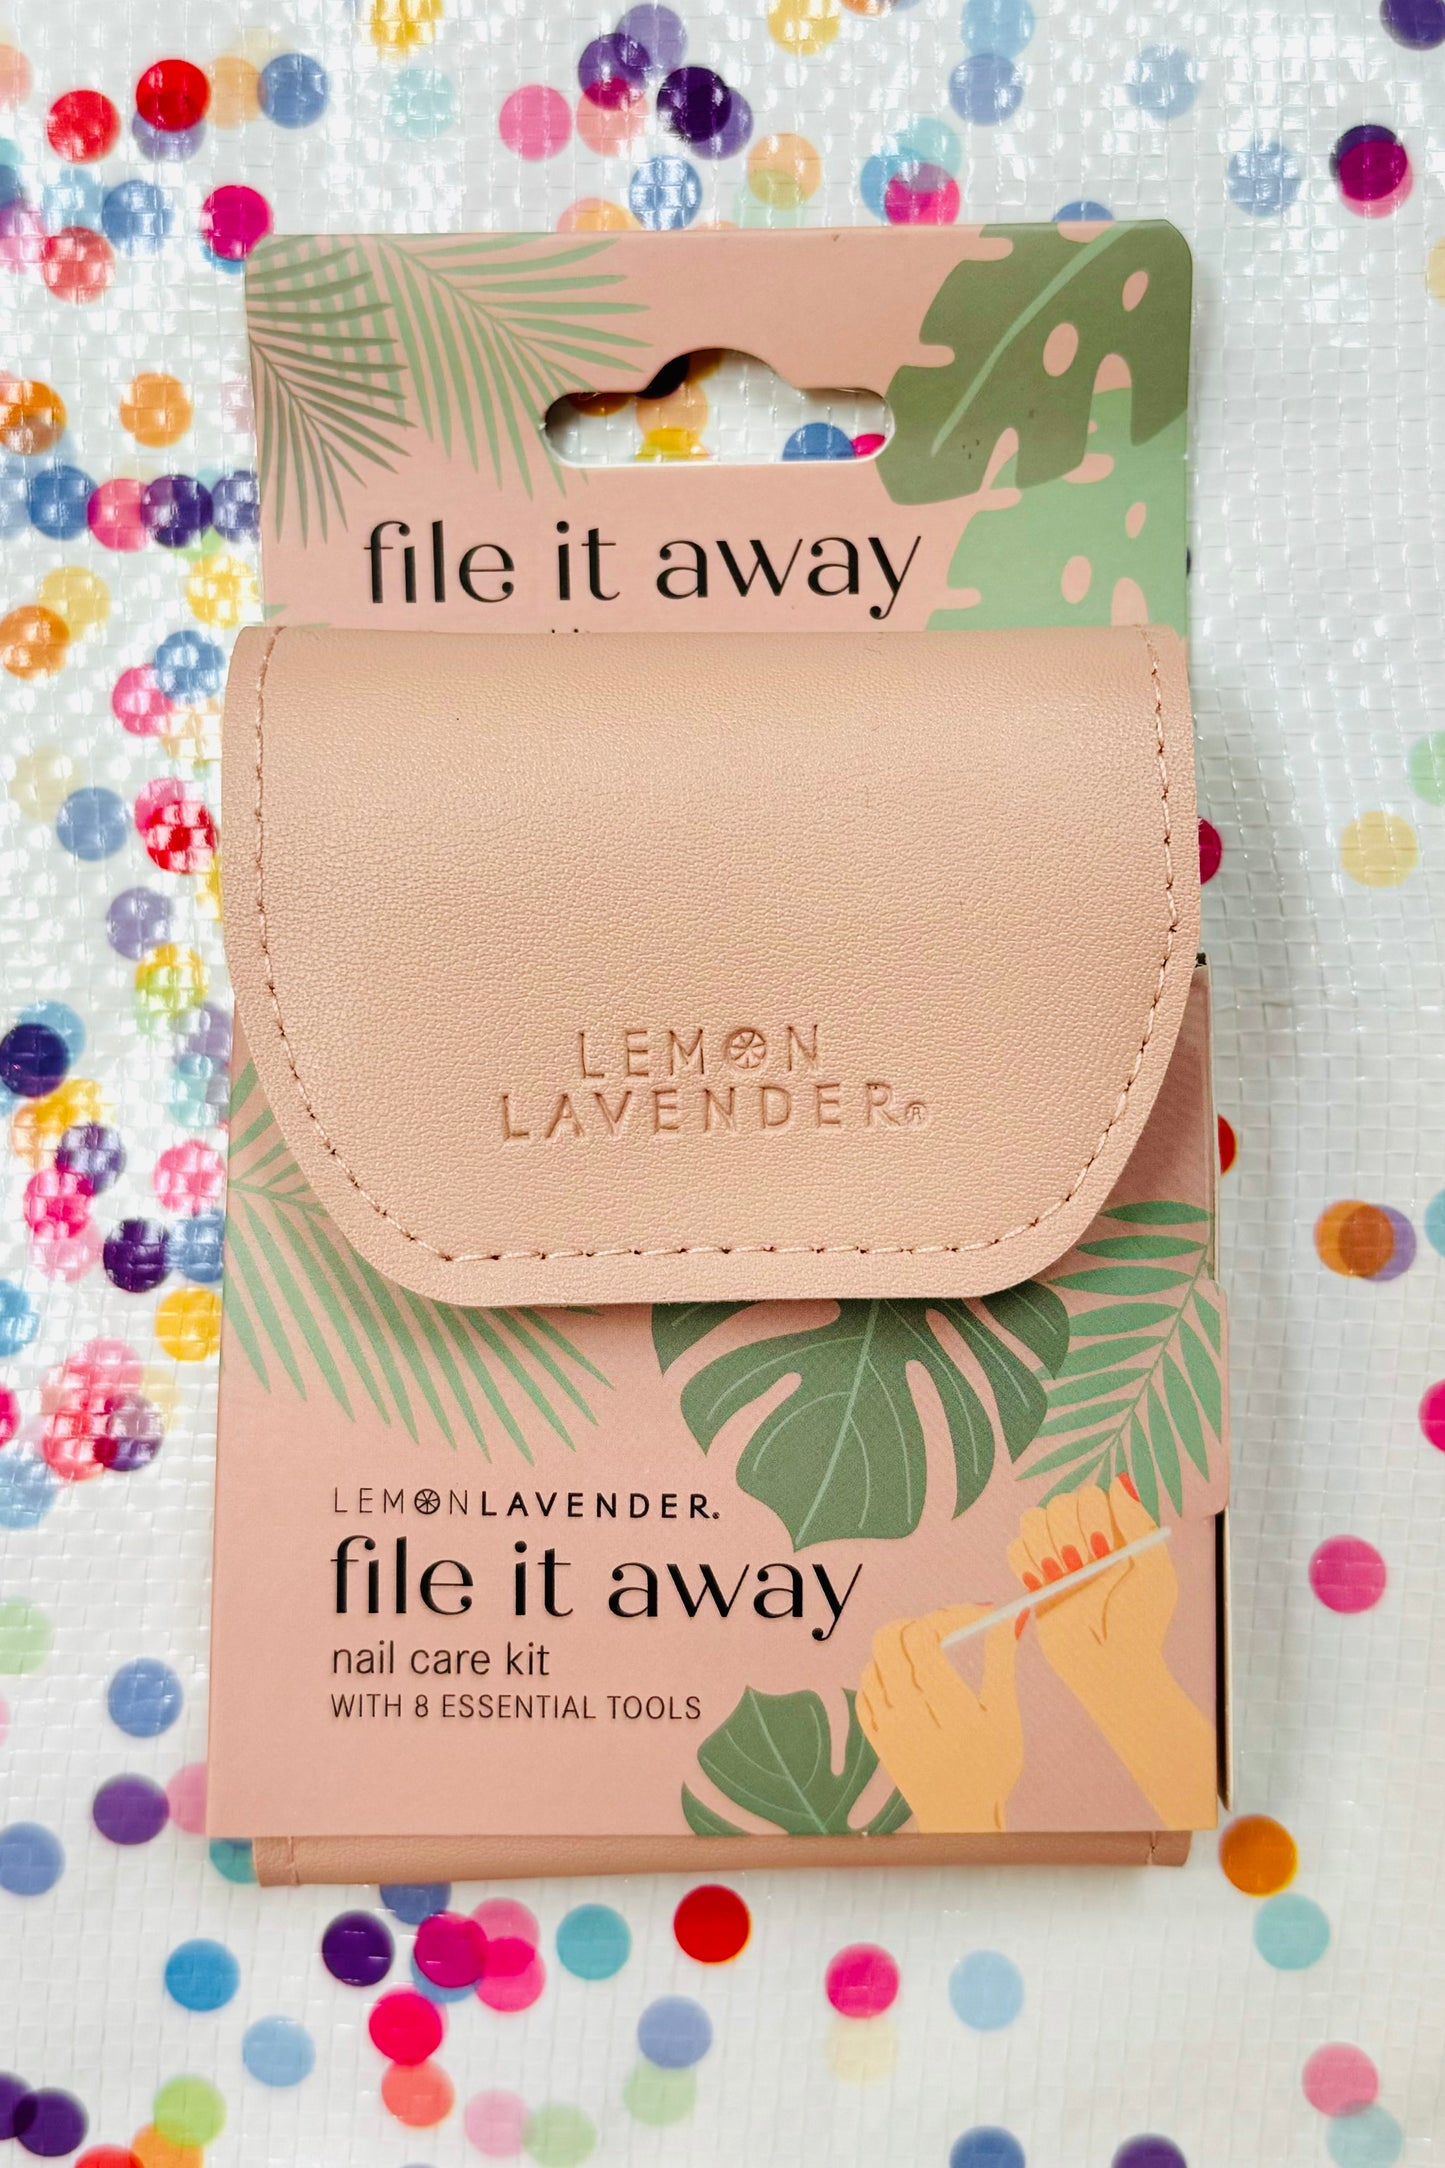 file it away
LEMON
LAVENDER®
LEMONLAVENDER®
file it away
nail care kit
WITH 8 ESSENTIAL TOOLS